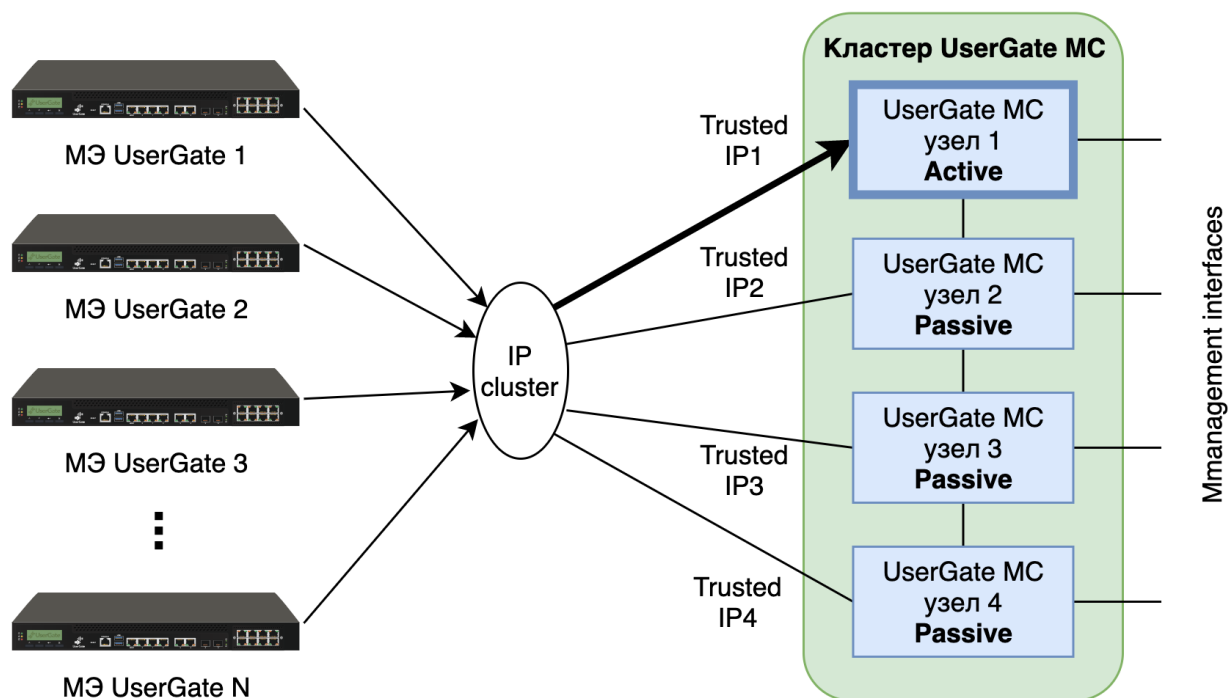 Кластер UserGate MC
МЭ UserGate 1
МЭ UserGate 2
МЭ UserGate 3
МЭ UserGate N
IP
cluster
Trusted
IP1
Trusted
IP2
Trusted
IP3
Trusted
IP4
UserGate MC
узел 1
Active
UserGate MC
узел 2
Passive
UserGate MC
узел 3
Passive
UserGate MC
узел 4
Passive
Mmanagement interfaces